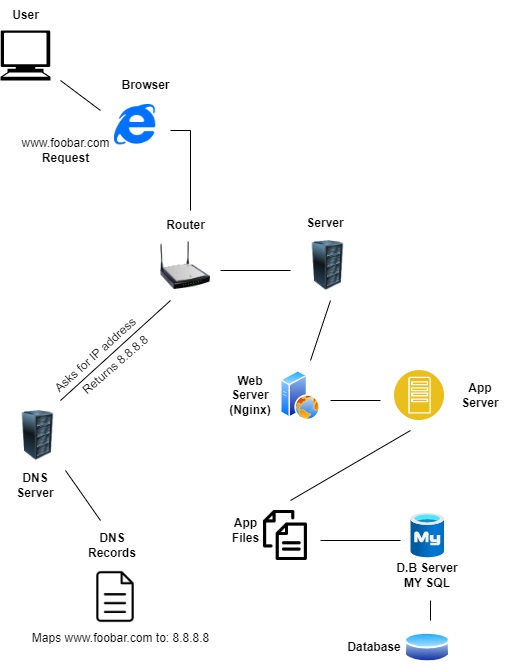 User
Browser
www.foobar.com
Request
Router
Server
Asks for IP address
Returns 8.8.8.8
Web
Server
(Nginx)
App
Server
DNS
Server
DNS
Records
Maps www.foobar.com to: 8.8.8.8
App
Files
My
D.B Server
MY SQL
Database